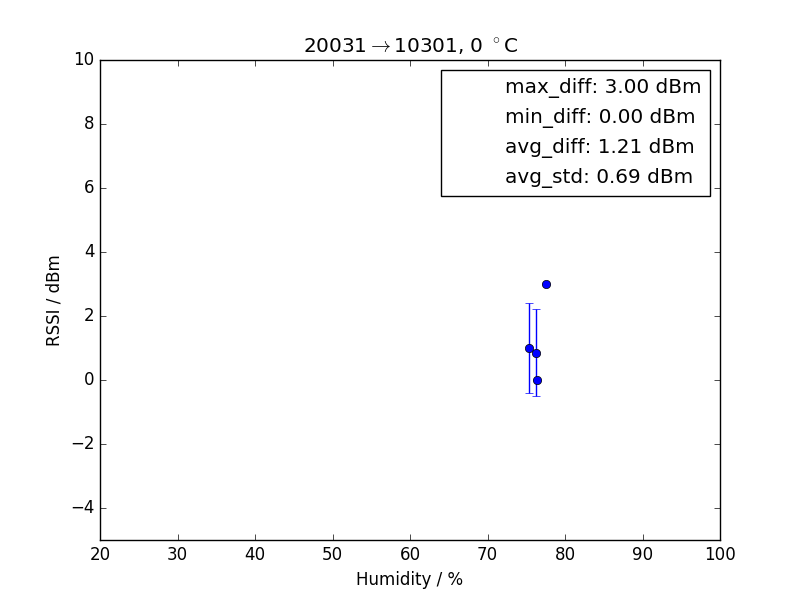 20031→10301, 0 °C
max_diff: 3.00 dBm
min_diff: 0.00 dBm
avg_diff: 1.21 dBm
avg_std: 0.69 dBm
RSSI / dBm
10
8
6
4
2
0
−2
−4
20 30 40 50 60 70 80 90 100
Humidity / %